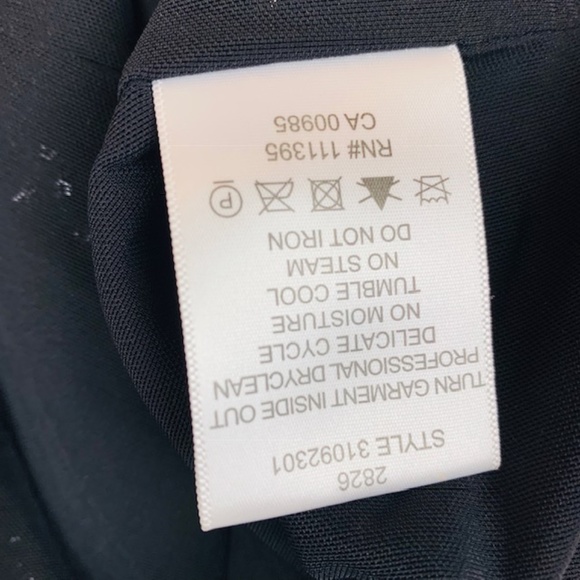 2826
STYLE 31092301
TURN GARMENT INSIDE OUT
PROFESSIONAL DRYCLEAN
DELICATE CYCLE
NO MOISTURE
TUMBLE COOL
NO STEAM
DO NOT IRON
P
RN# 111395
CA 00985